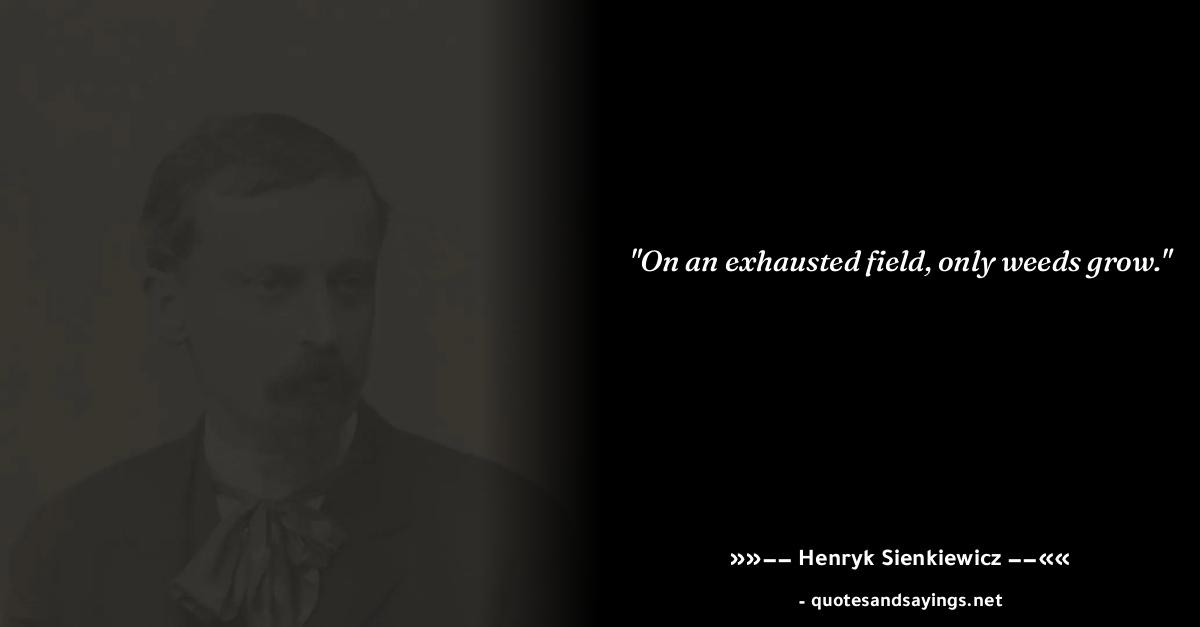 "On an exhausted field, only weeds grow."
»»−− Henryk Sienkiewicz −−««
- quotesandsayings.net